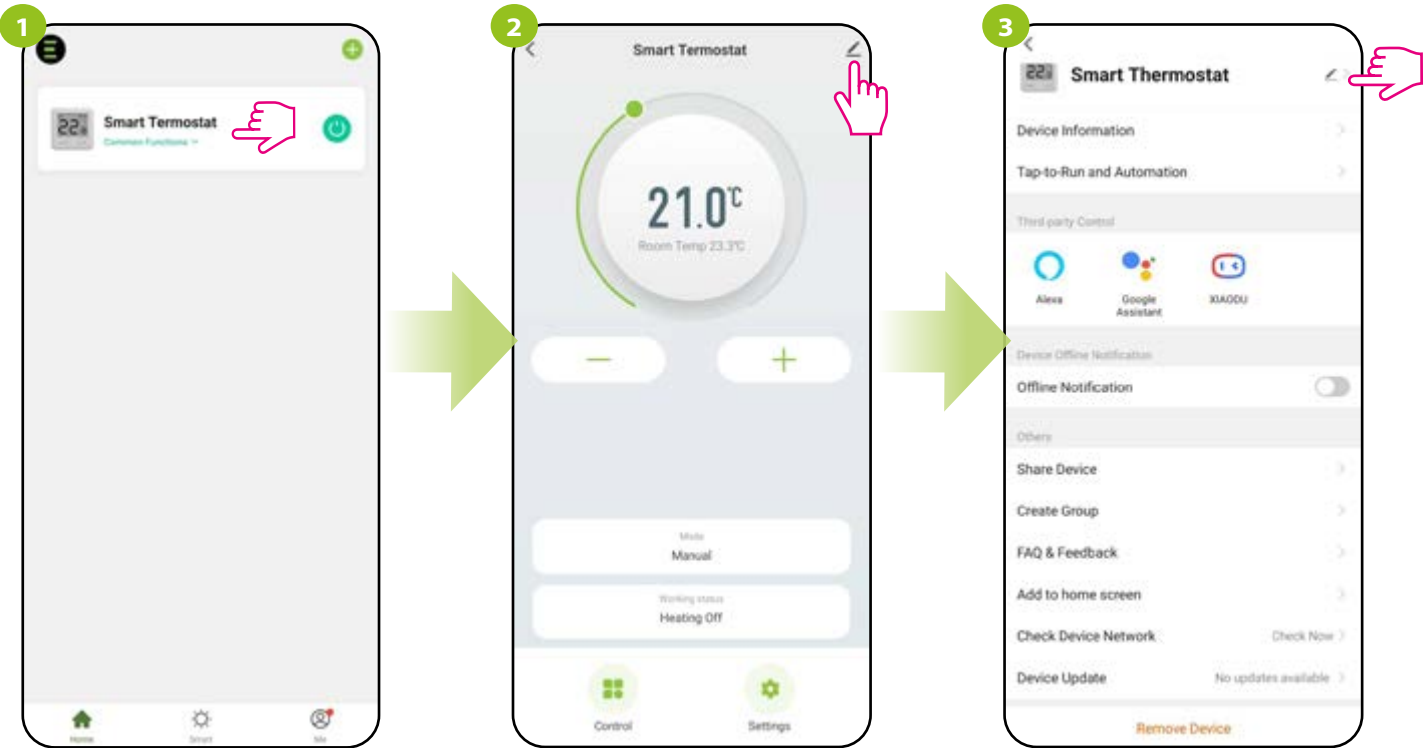 1
22
Smart Termostat
Common Functions
Home
Smart
Me
2
Smart Termostat
21.0°C
Room Temp 23.3°C
Mode
Manual
Working status
Heating Off
Control
Settings
3
22
Smart Thermostat
Device Information
Tap-to-Run and Automation
Third-party Control
Alexa
Google
Assistant
XIAODU
Device Offline Notification
Offline Notification
Others
Share Device
Create Group
FAQ & Feedback
Add to home screen
Check Device Network
Check Now
Device Update
No updates available
Remove Device